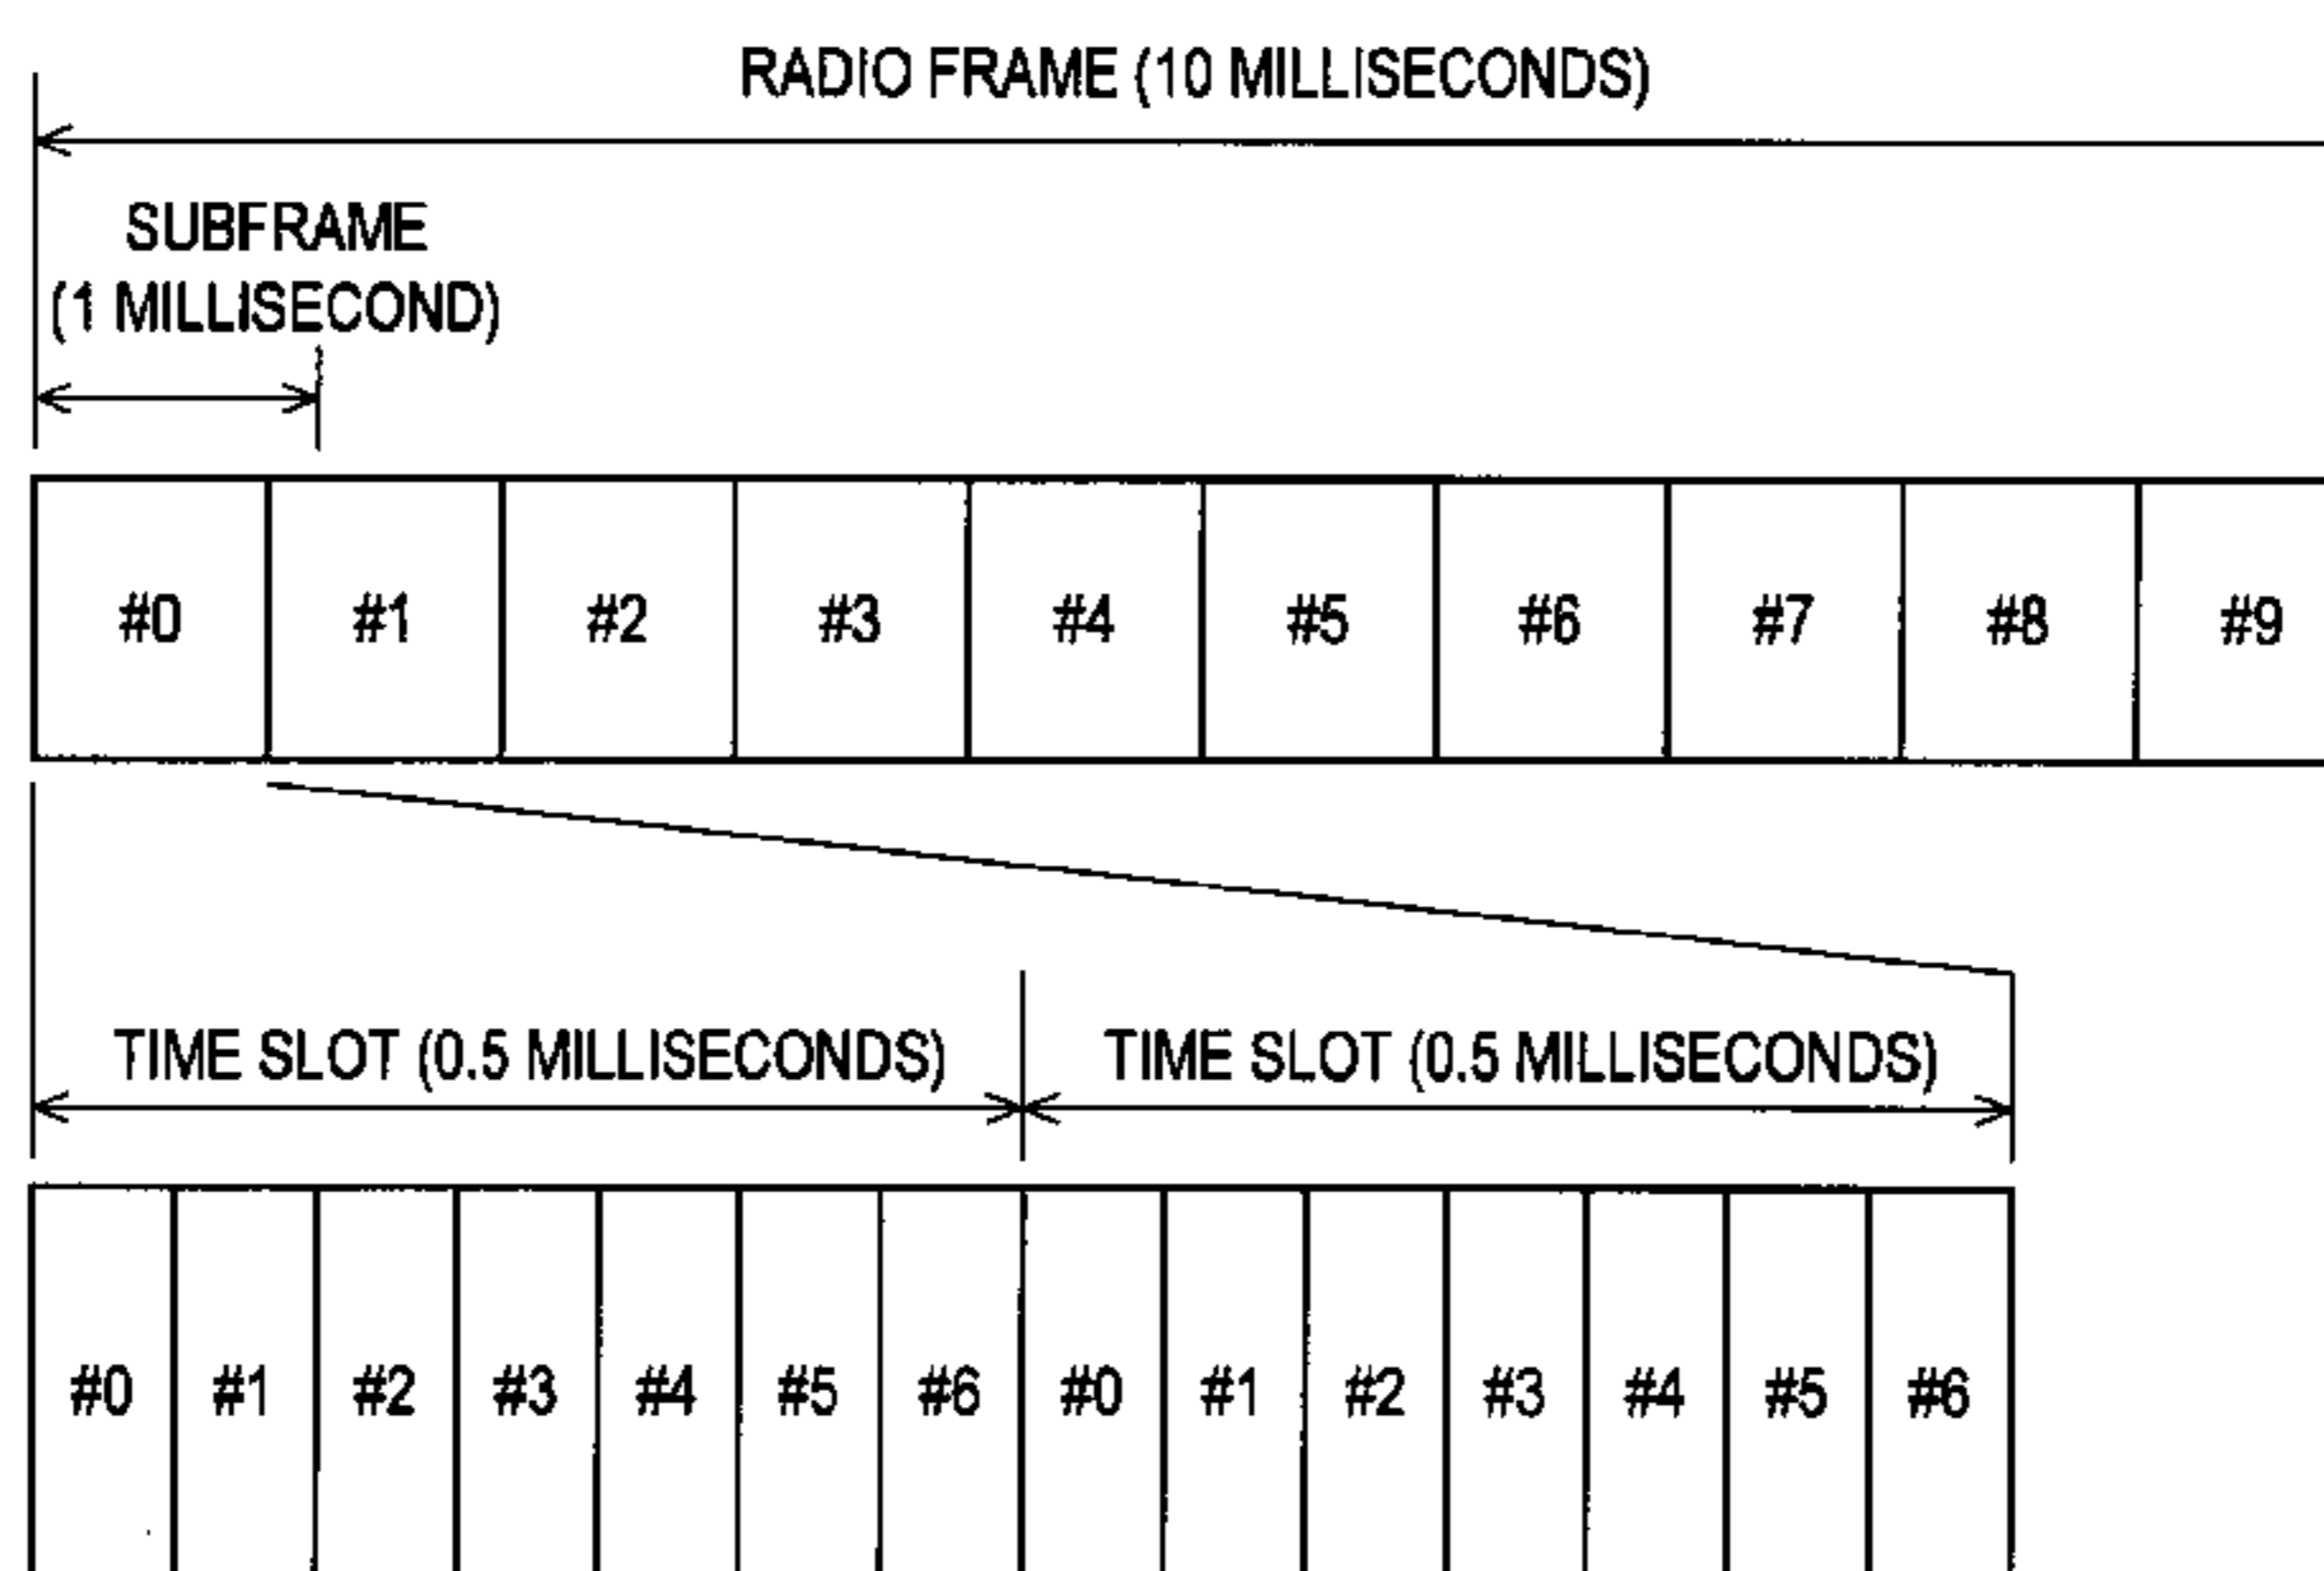 RADIO FRAME (10 MILLISECONDS)
SUBFRAME
(1 MILLISECOND)
#0 #1 #2 #3 #4 #5 #6 #7 #8 #9
TIME SLOT (0.5 MILLISECONDS) TIME SLOT (0.5 MILLISECONDS)
#0 #1 #2 #3 #4 #5 #6 #0 #1 #2 #3 #4 #5 #6